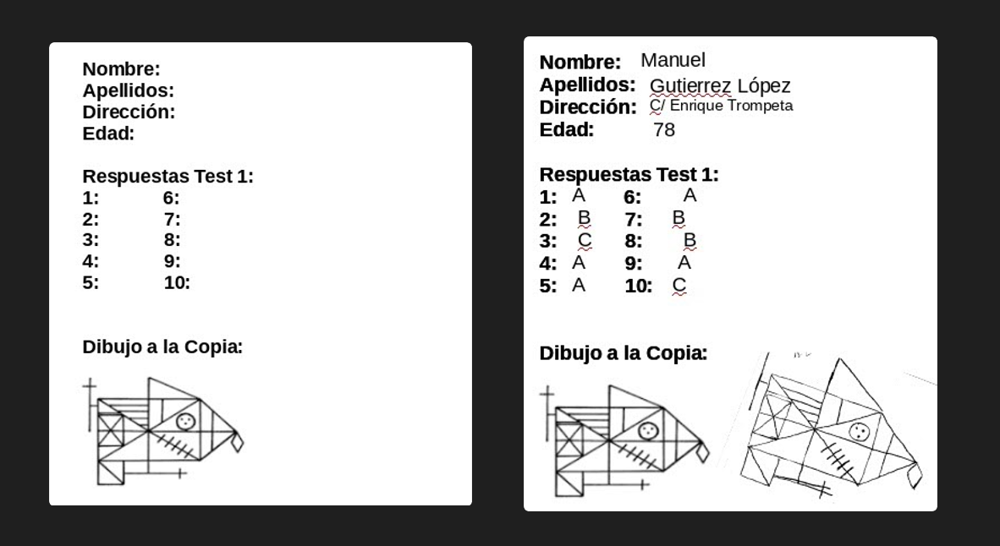 Nombre:
Apellidos:
Dirección:
Edad:
Respuestas Test 1:
1: 6:
2: 7:
3: 8:
4: 9:
5: 10:
Dibujo a la Copia:
Nombre: Manuel
Apellidos: Gutierrez López
Dirección: C/ Enrique Trompeta
Edad: 78
Respuestas Test 1:
1: A 6: A
2: B 7: B
3: C 8: B
4: A 9: A
5: A 10: C
Dibujo a la Copia: